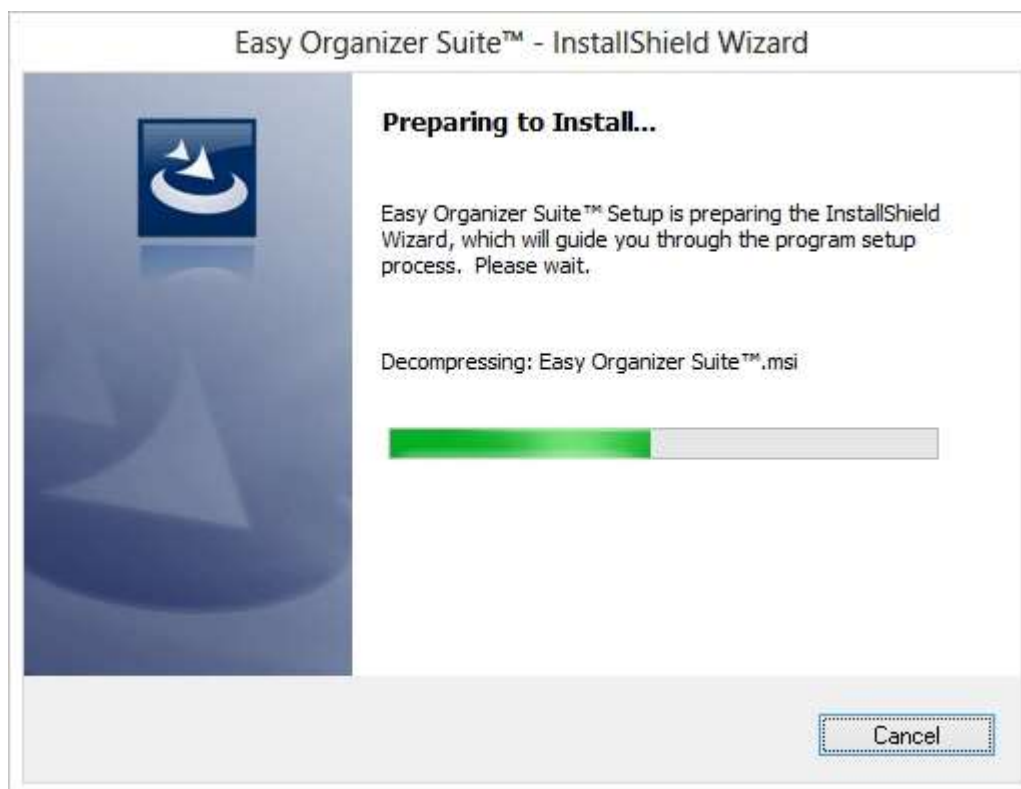 Easy Organizer Suite™ - InstallShield Wizard
Preparing to Install...
Easy Organizer Suite™ Setup is preparing the InstallShield
Wizard, which will guide you through the program setup
process.  Please wait.
Decompressing: Easy Organizer Suite™.msi
Cancel